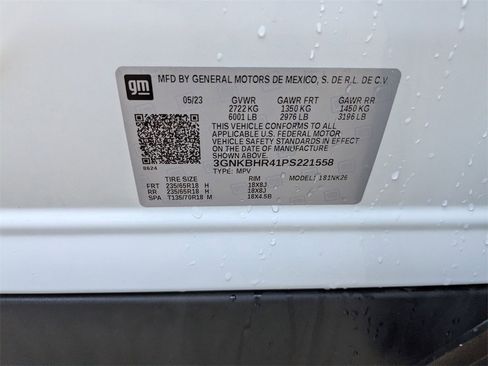 gm
MFD BY GENERAL MOTORS DE MEXICO, S. DE R.L. DE C.V.
05/23 GVWR GAWR FRT GAWR RR
2722 KG 1350 KG 1450 KG
6001 LB 2976 LB 3196 LB
THIS VEHICLE CONFORMS TO ALL APPLICABLE U.S. FEDERAL MOTOR
VEHICLE SAFETY STANDARDS IN EFFECT
ON THE DATE OF MANUFACTURE
SHOWN ABOVE.
3GNKBHR41PS221558
8624 TYPE: MPV MODEL: 181NK26
TIRE SIZE RIM
FRT 235/65R18 H 18X8J
RR 235/65R18 H 18X8J
SPA T135/70R18 M 18X4.5B